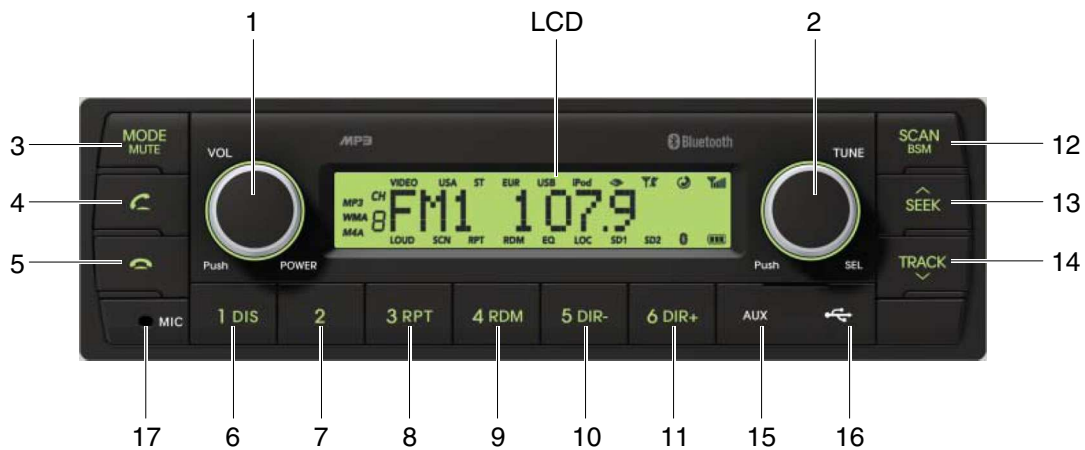 1 LCD 2
3 MODE MUTE
VOL
MP3
Bluetooth
TUNE
SCAN BSM 12
VIDEO USA ST EUR USB iPod
MP3 CH
WMA 8 FM1 107.9
M4A
LOUD SCN RPT RDM EQ LOC SD1 SD2
4
SEEK 13
5
Push POWER
Push SEL
TRACK 14
MIC
1 DIS
2
3 RPT
4 RDM
5 DIR-
6 DIR+
AUX
17 6 7 8 9 10 11 15 16